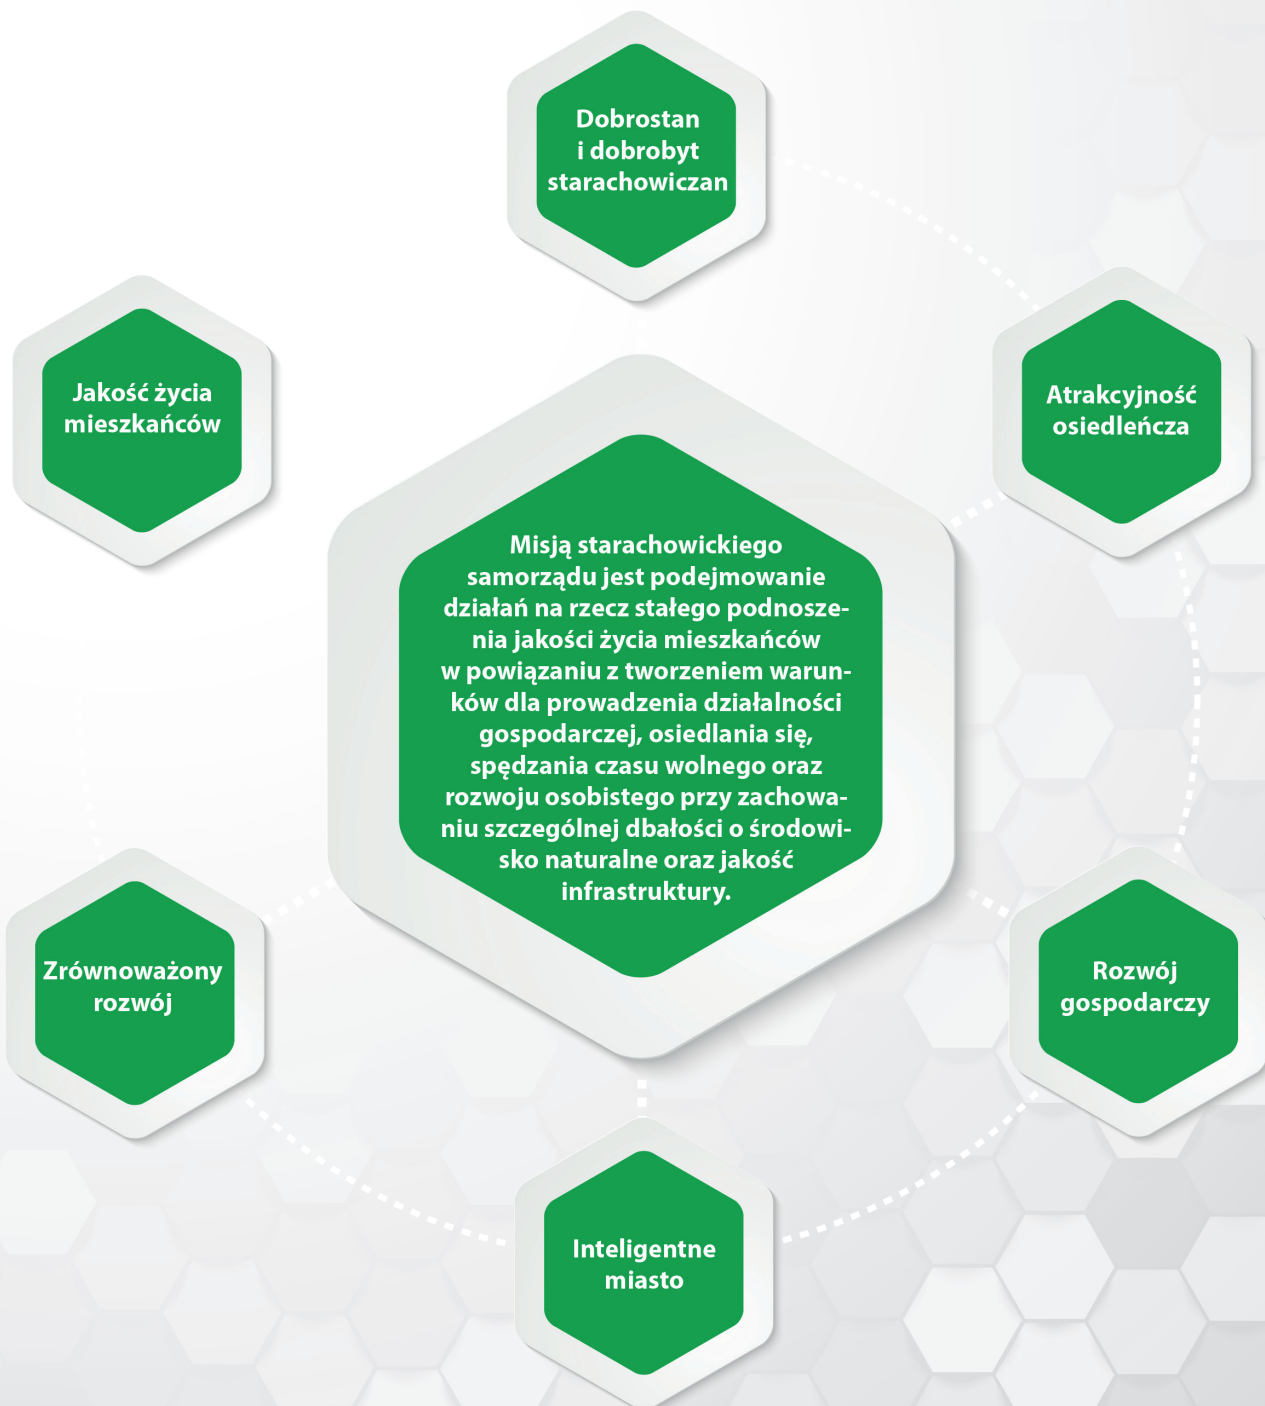 Dobrostan
i dobrobyt
starachowiczan
Jakość życia
mieszkańców
Atrakcyjność
osiedleńcza
Misją starachowickiego
samorządu jest podejmowanie
działań na rzecz stałego podnosze-
nia jakości życia mieszkańców
w powiązaniu z tworzeniem warun-
ków dla prowadzenia działalności
gospodarczej, osiedlania się,
spędzania czasu wolnego oraz
rozwoju osobistego przy zachowa-
niu szczególnej dbałości o środowi-
sko naturalne oraz jakość
infrastruktury.
Zrównoważony
rozwój
Rozwój
gospodarczy
Inteligentne
miasto